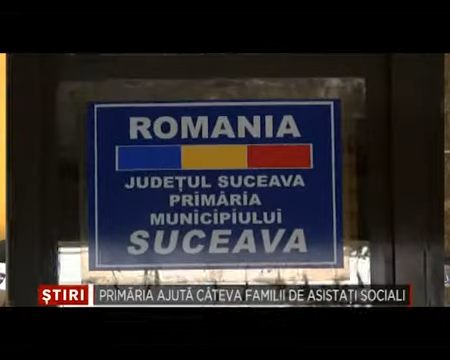 ROMANIA
JUDEȚUL SUCEAVA
PRIMĂRIA
MUNICIPIULUI
SUCEAVA
ȘTIRI PRIMĂRIA AJUTĂ CÂTEVA FAMILII DE ASISTAȚI SOCIALI